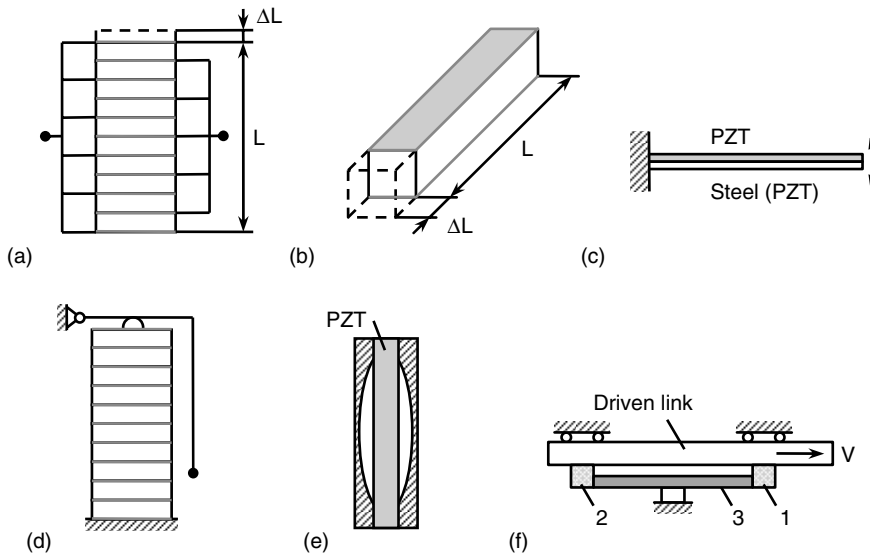 ΔL
L
(a)
L
ΔL
(b)
PZT
Steel (PZT)
(c)
(d)
PZT
(e)
Driven link
V
2
3
1
(f)